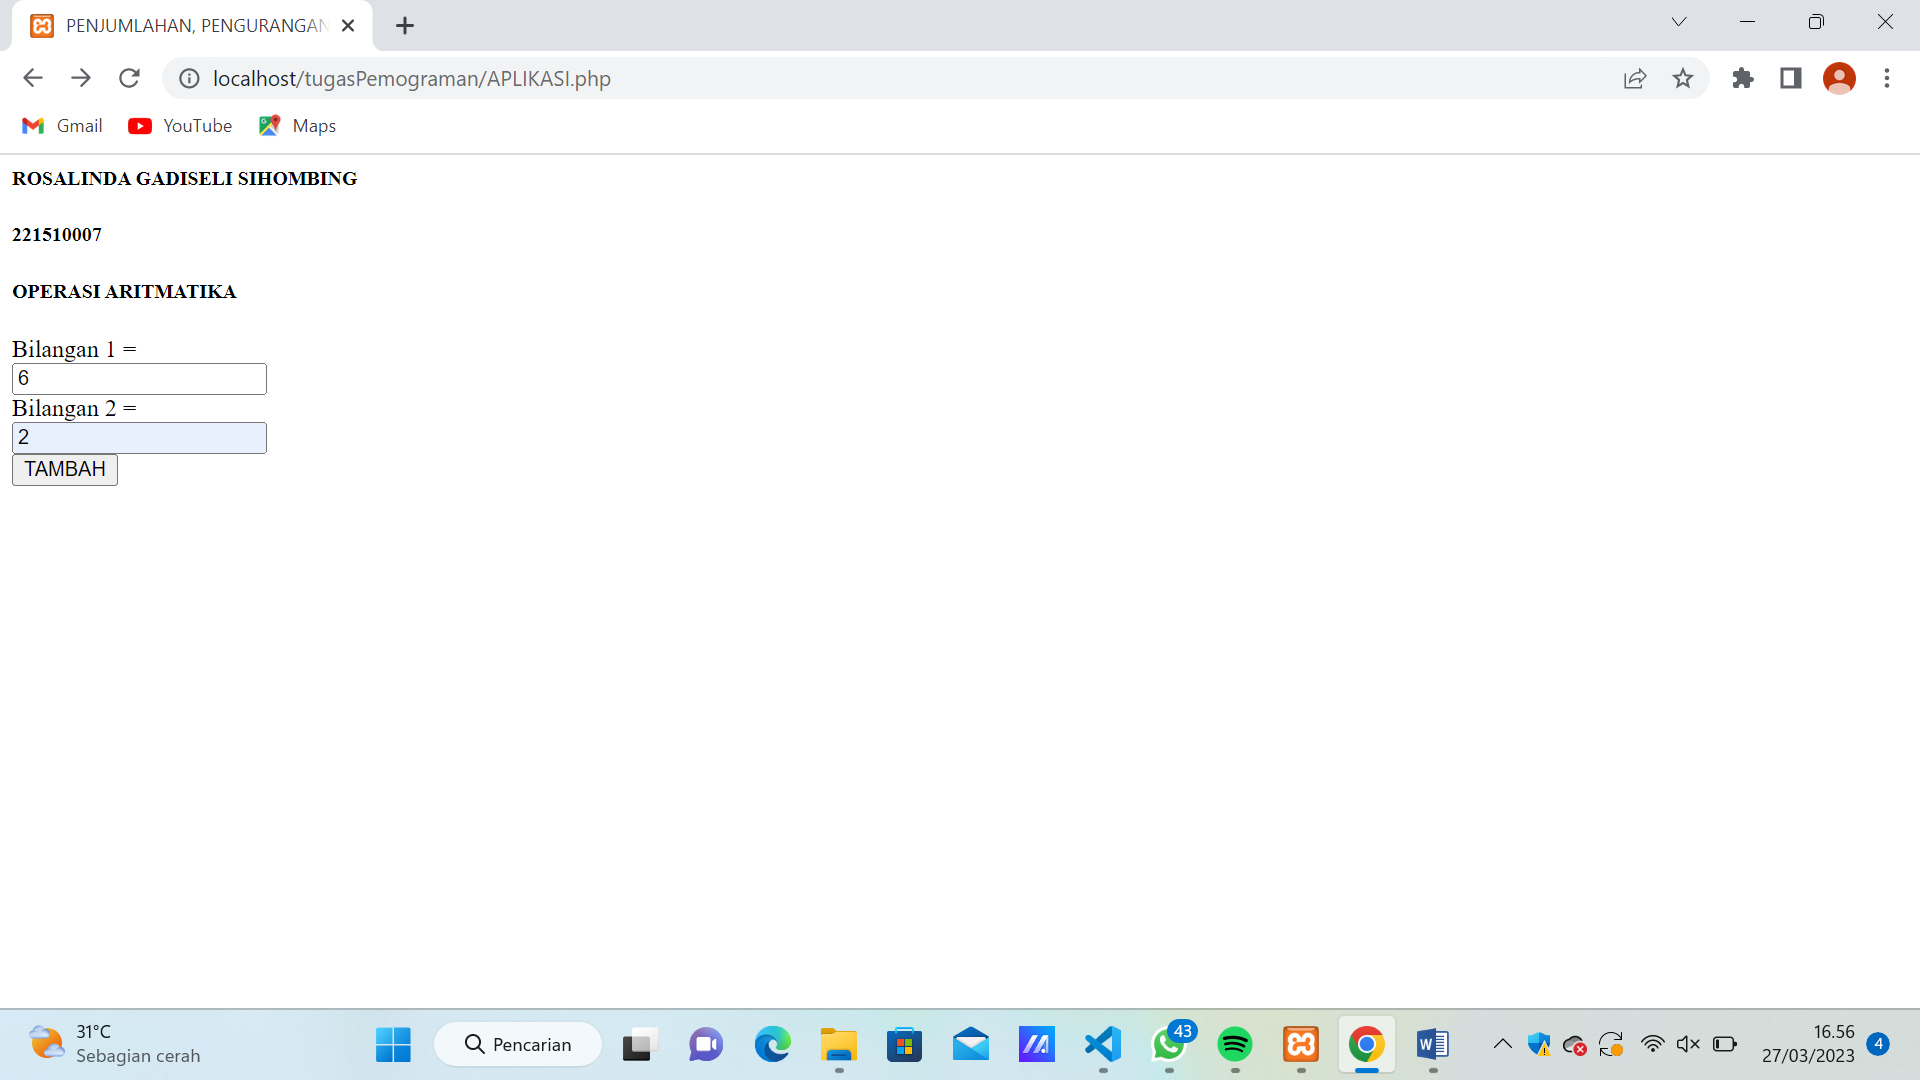 PENJUMLAHAN, PENGURANGAN
localhost/tugasPemograman/APLIKASI.php
Gmail YouTube Maps
ROSALINDA GADISELI SIHOMBING
221510007
OPERASI ARITMATIKA
Bilangan 1 =
6
Bilangan 2 =
2
TAMBAH
31°C
Sebagian cerah
Pencarian
43
16.56
27/03/2023
4